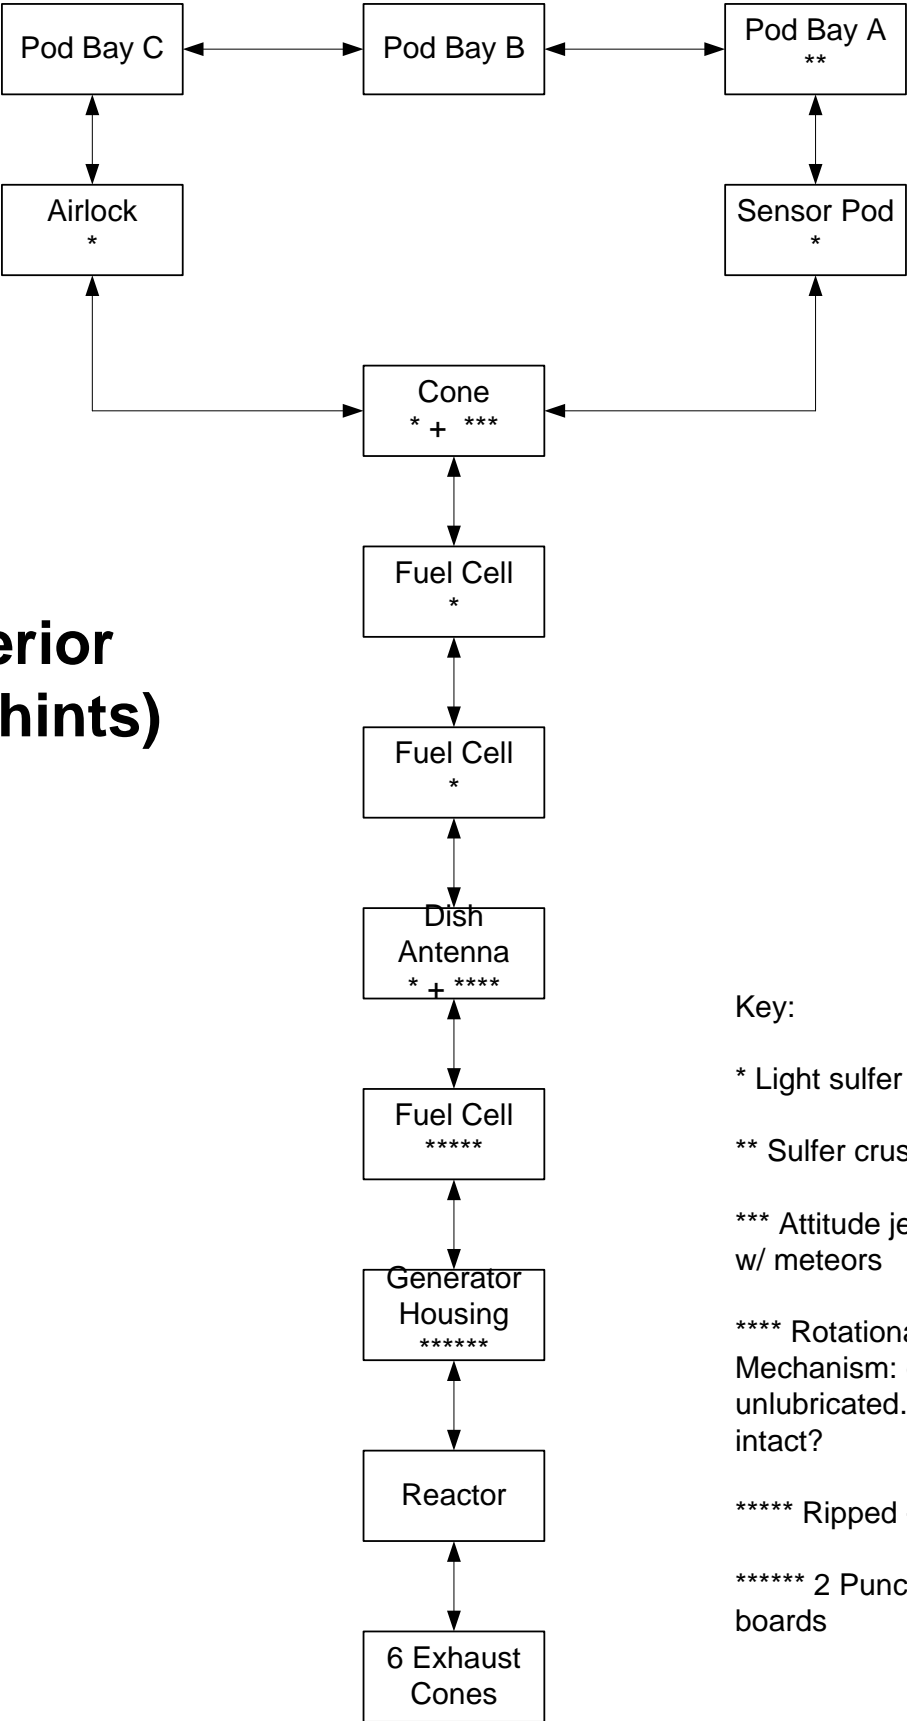 Pod Bay C
Pod Bay B
Pod Bay A
**
Airlock
*
Sensor Pod
*
Cone
* + ***
Fuel Cell
*
erior
hints)
Fuel Cell
*
Dish
Antenna
* + ****
Fuel Cell
*****
Generator
Housing
******
Reactor
6 Exhaust
Cones
Key:
* Light sulfer
** Sulfer crus
*** Attitude je
w/ meteors
**** Rotationa
Mechanism:
unlubricated.
intact?
***** Ripped
****** 2 Punc
boards